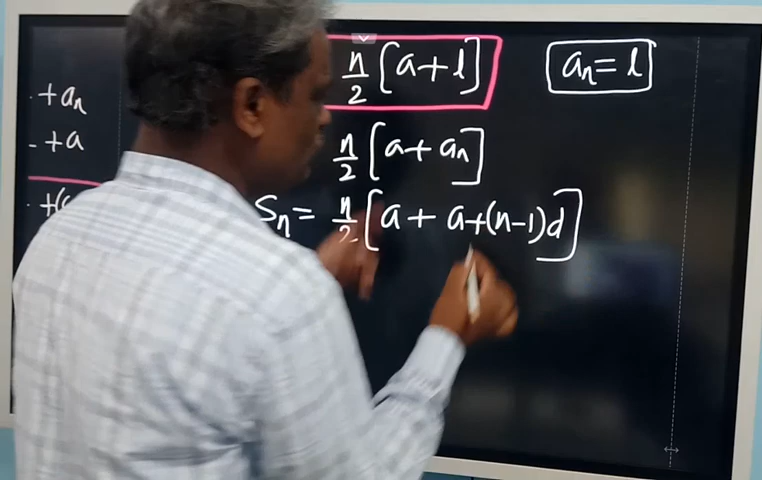 + aₙ
- + a
+(
n/2 [a + l]
aₙ = l
n/2 [a + aₙ]
Sₙ = n/2 [a + a+(n-1)d]